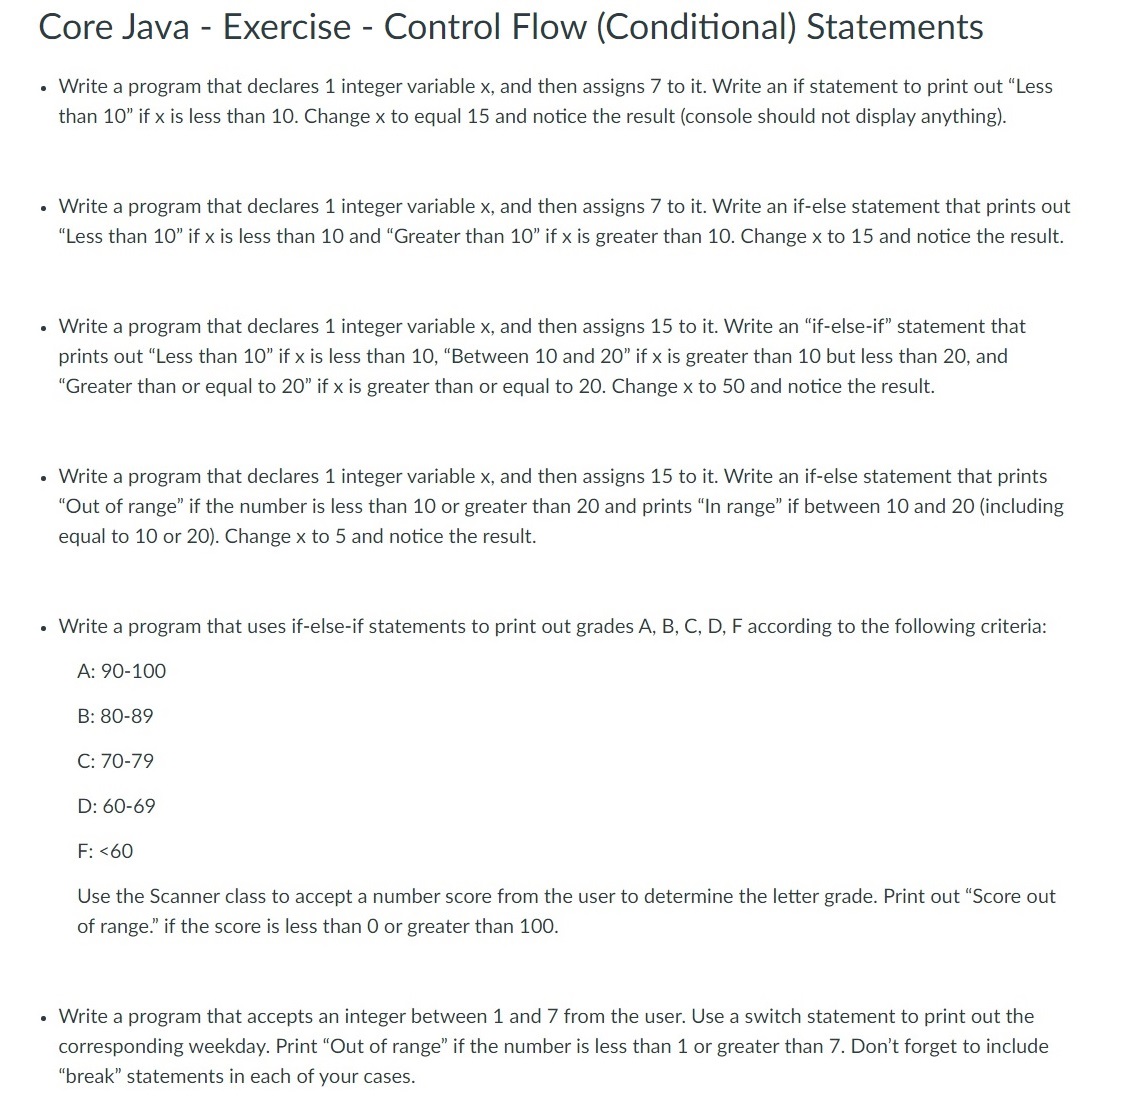 Core Java - Exercise - Control Flow (Conditional) Statements
• Write a program that declares 1 integer variable x, and then assigns 7 to it. Write an if statement to print out “Less
than 10” if x is less than 10. Change x to equal 15 and notice the result (console should not display anything).
• Write a program that declares 1 integer variable x, and then assigns 7 to it. Write an if-else statement that prints out
“Less than 10” if x is less than 10 and “Greater than 10” if x is greater than 10. Change x to 15 and notice the result.
• Write a program that declares 1 integer variable x, and then assigns 15 to it. Write an “if-else-if” statement that
prints out “Less than 10” if x is less than 10, “Between 10 and 20” if x is greater than 10 but less than 20, and
“Greater than or equal to 20” if x is greater than or equal to 20. Change x to 50 and notice the result.
• Write a program that declares 1 integer variable x, and then assigns 15 to it. Write an if-else statement that prints
“Out of range” if the number is less than 10 or greater than 20 and prints “In range” if between 10 and 20 (including
equal to 10 or 20). Change x to 5 and notice the result.
• Write a program that uses if-else-if statements to print out grades A, B, C, D, F according to the following criteria:
A: 90-100
B: 80-89
C: 70-79
D: 60-69
F: <60
Use the Scanner class to accept a number score from the user to determine the letter grade. Print out “Score out
of range.” if the score is less than 0 or greater than 100.
• Write a program that accepts an integer between 1 and 7 from the user. Use a switch statement to print out the
corresponding weekday. Print “Out of range” if the number is less than 1 or greater than 7. Don’t forget to include
“break” statements in each of your cases.